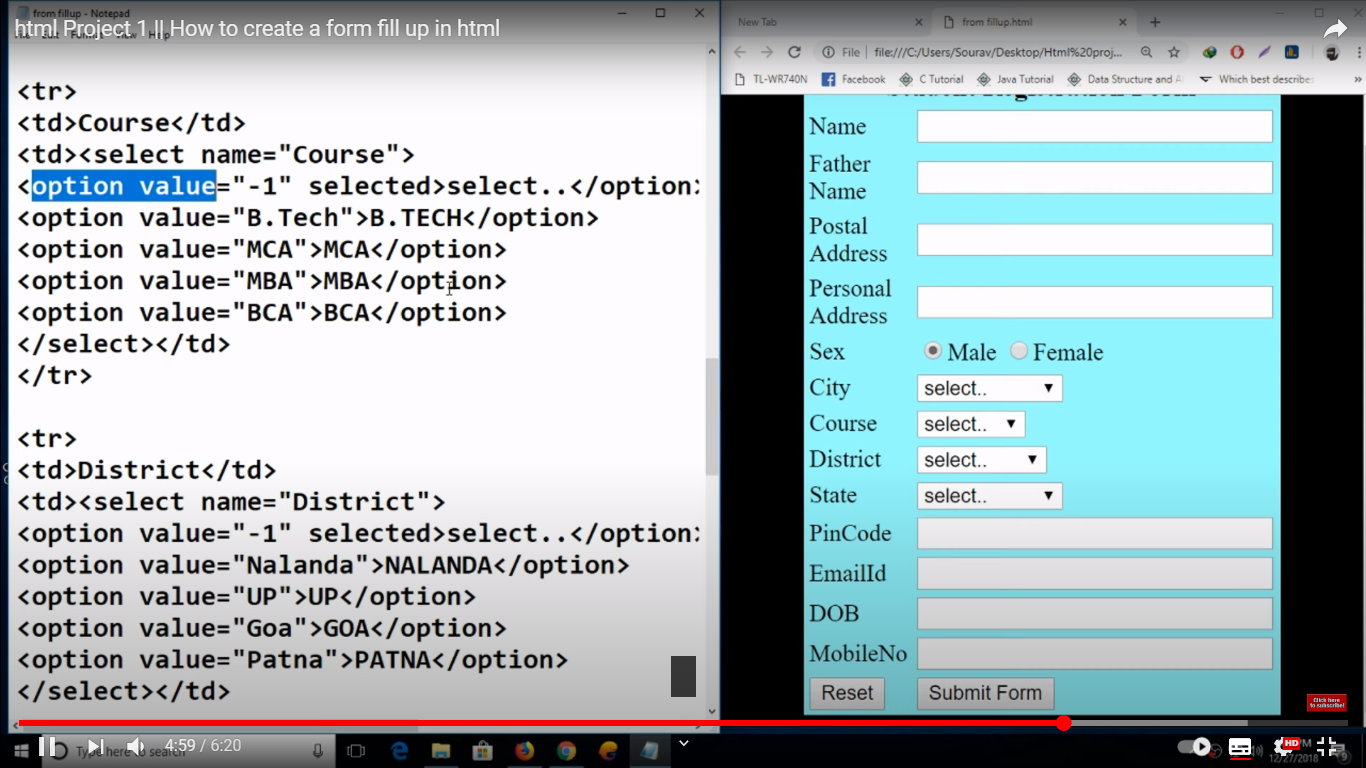 from fillup - Notepad
html Project 1 || How to create a form fill up in html
<tr>
<td>Course</td>
<td><select name="Course">
<option value="-1" selected>select..</option>
<option value="B.Tech">B.TECH</option>
<option value="MCA">MCA</option>
<option value="MBA">MBA</option>
<option value="BCA">BCA</option>
</select></td>
</tr>
<tr>
<td>District</td>
<td><select name="District">
<option value="-1" selected>select..</option>
<option value="Nalanda">NALANDA</option>
<option value="UP">UP</option>
<option value="Goa">GOA</option>
<option value="Patna">PATNA</option>
</select></td>
New Tab
from fillup.html
File
file:///C:/Users/Sourav/Desktop/Html%20proj...
TL-WR740N
Facebook
C Tutorial
Java Tutorial
Data Structure and
Which best describe
Name
Father
Name
Postal
Address
Personal
Address
Sex Male Female
City select..
Course select..
District select..
State select..
PinCode
EmailId
DOB
MobileNo
Reset Submit Form
Click here
to subscribe!
Type here to search
4:59 / 6:20
HD
12/27/2018